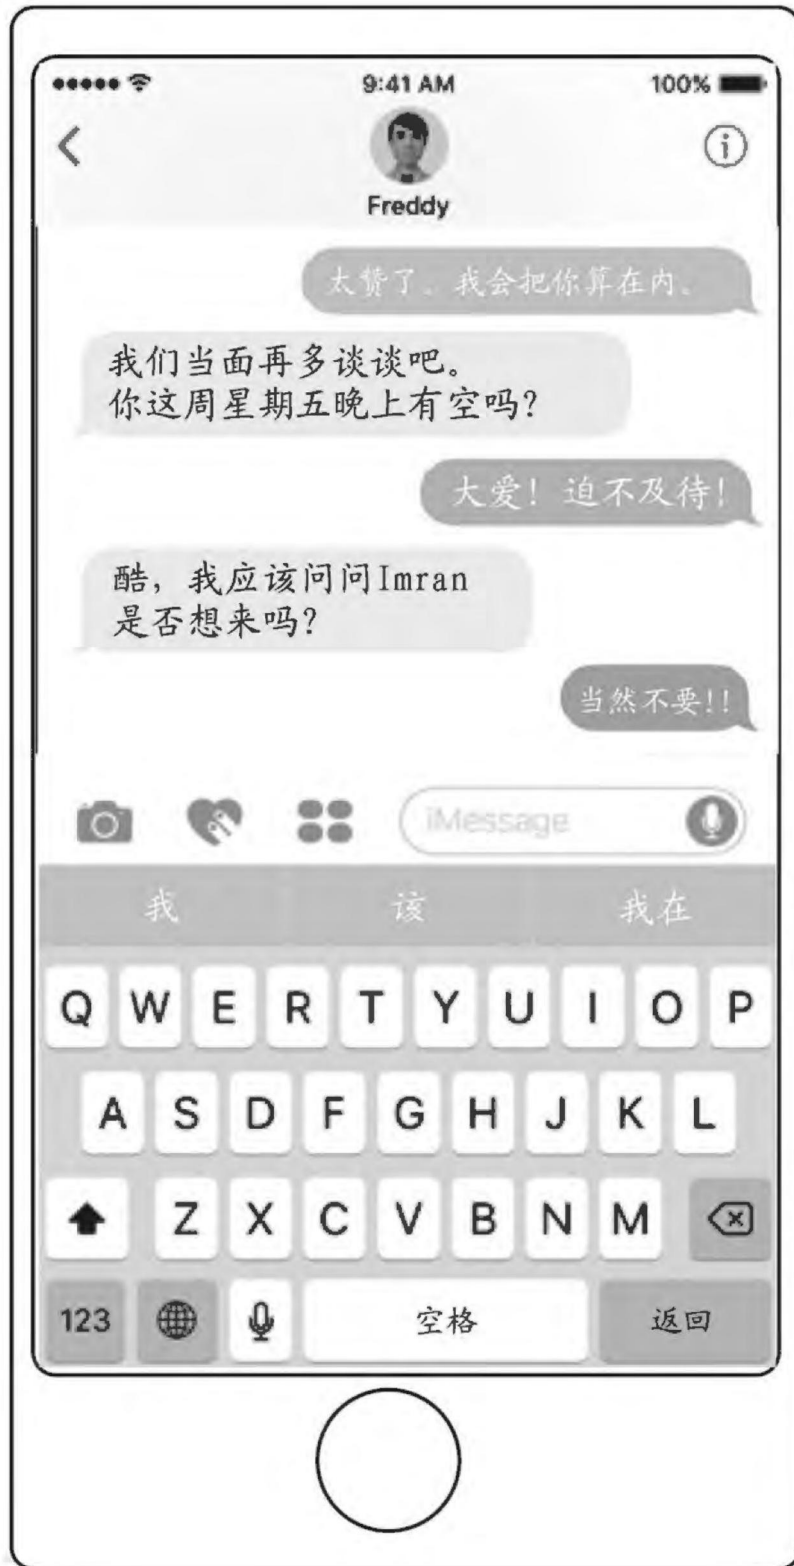 9:41 AM 100%
Freddy
太赞了。我会把你算在内。
我们当面再多谈谈吧。
你这周星期五晚上有空吗?
大爱! 迫不及待!
酷, 我应该问问Imran
是否想来吗?
当然不要!!
iMessage
我 该 我在
Q W E R T Y U I O P
A S D F G H J K L
Z X C V B N M
123 空格 返回